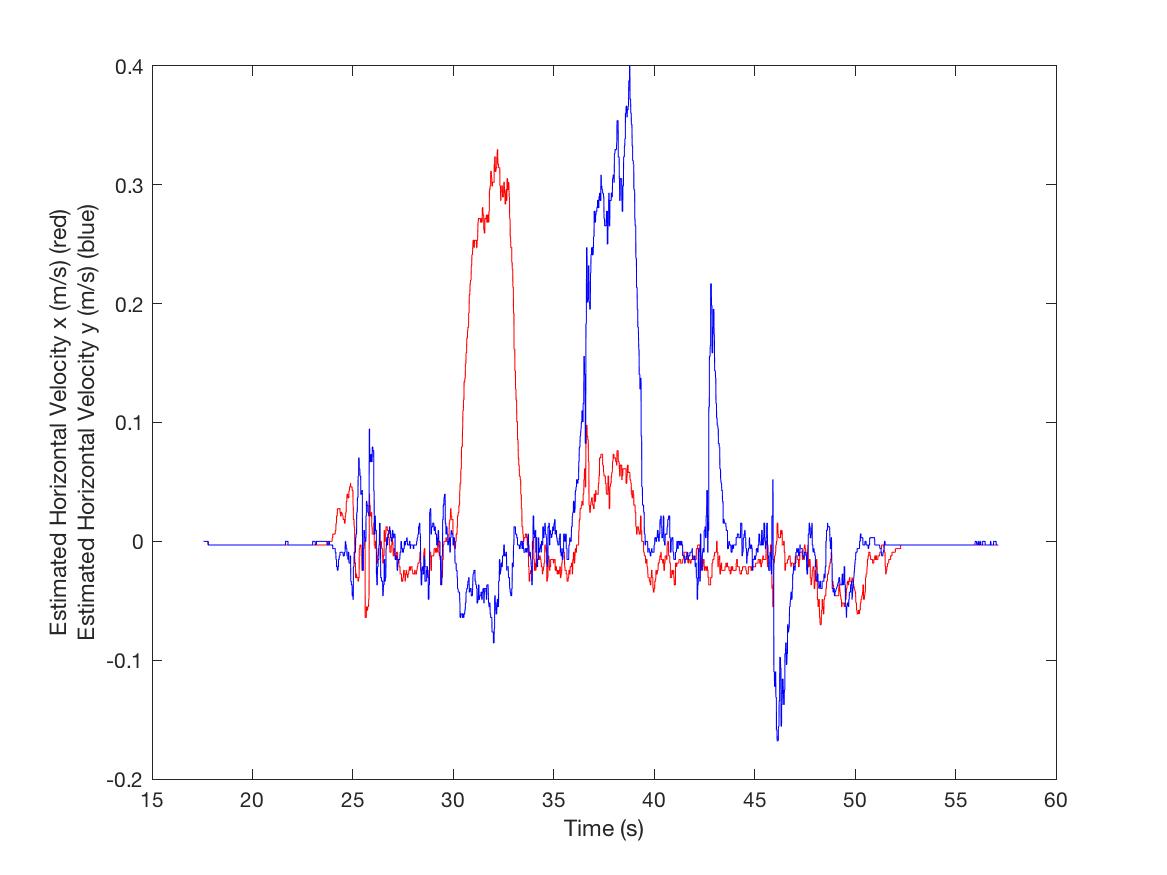 0.4
0.3
0.2
0.1
0
-0.1
-0.2
15 20 25 30 35 40 45 50 55 60
Time (s)
Estimated Horizontal Velocity x (m/s) (red)
Estimated Horizontal Velocity y (m/s) (blue)